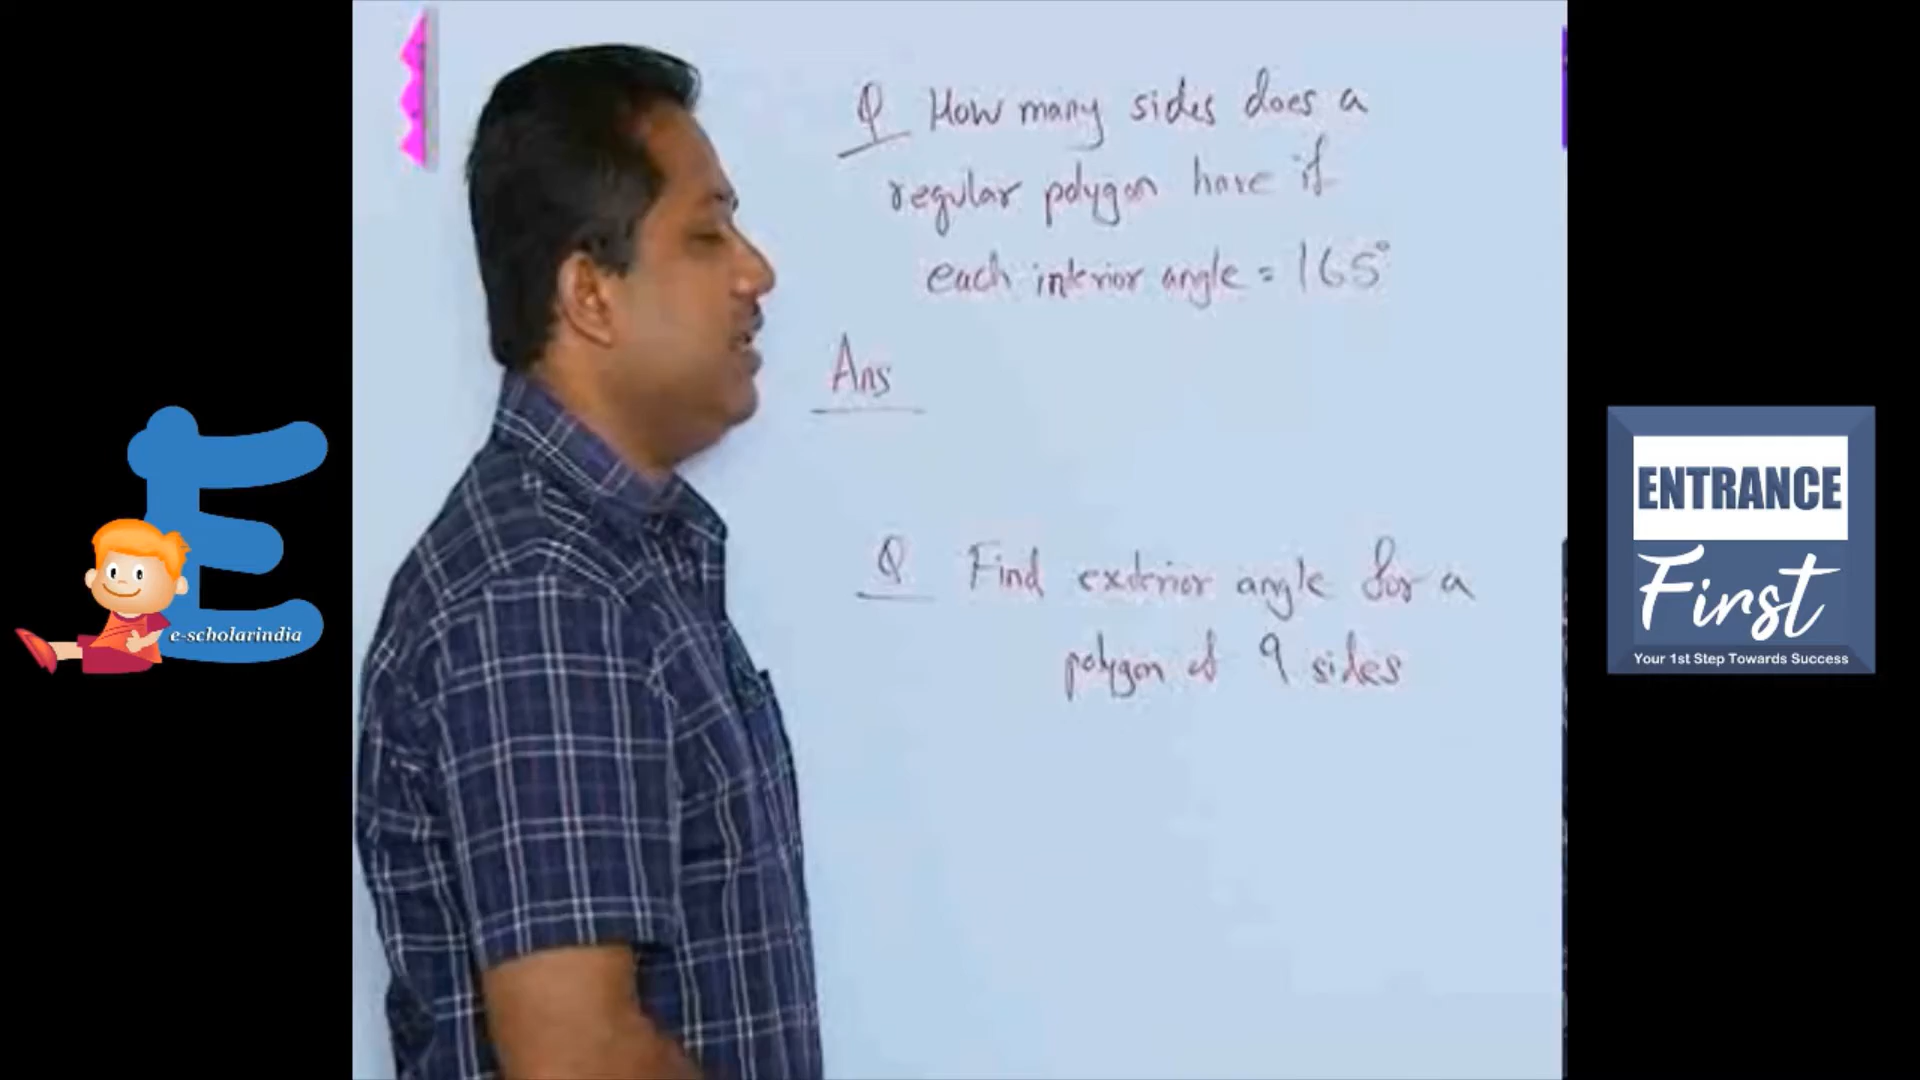 Q How many sides does a
regular polygon have if
each interior angle = 165°
Ans
Q Find exterior angle for a
polygon of 9 sides
e-scholarindia
ENTRANCE
First
Your 1st Step Towards Success